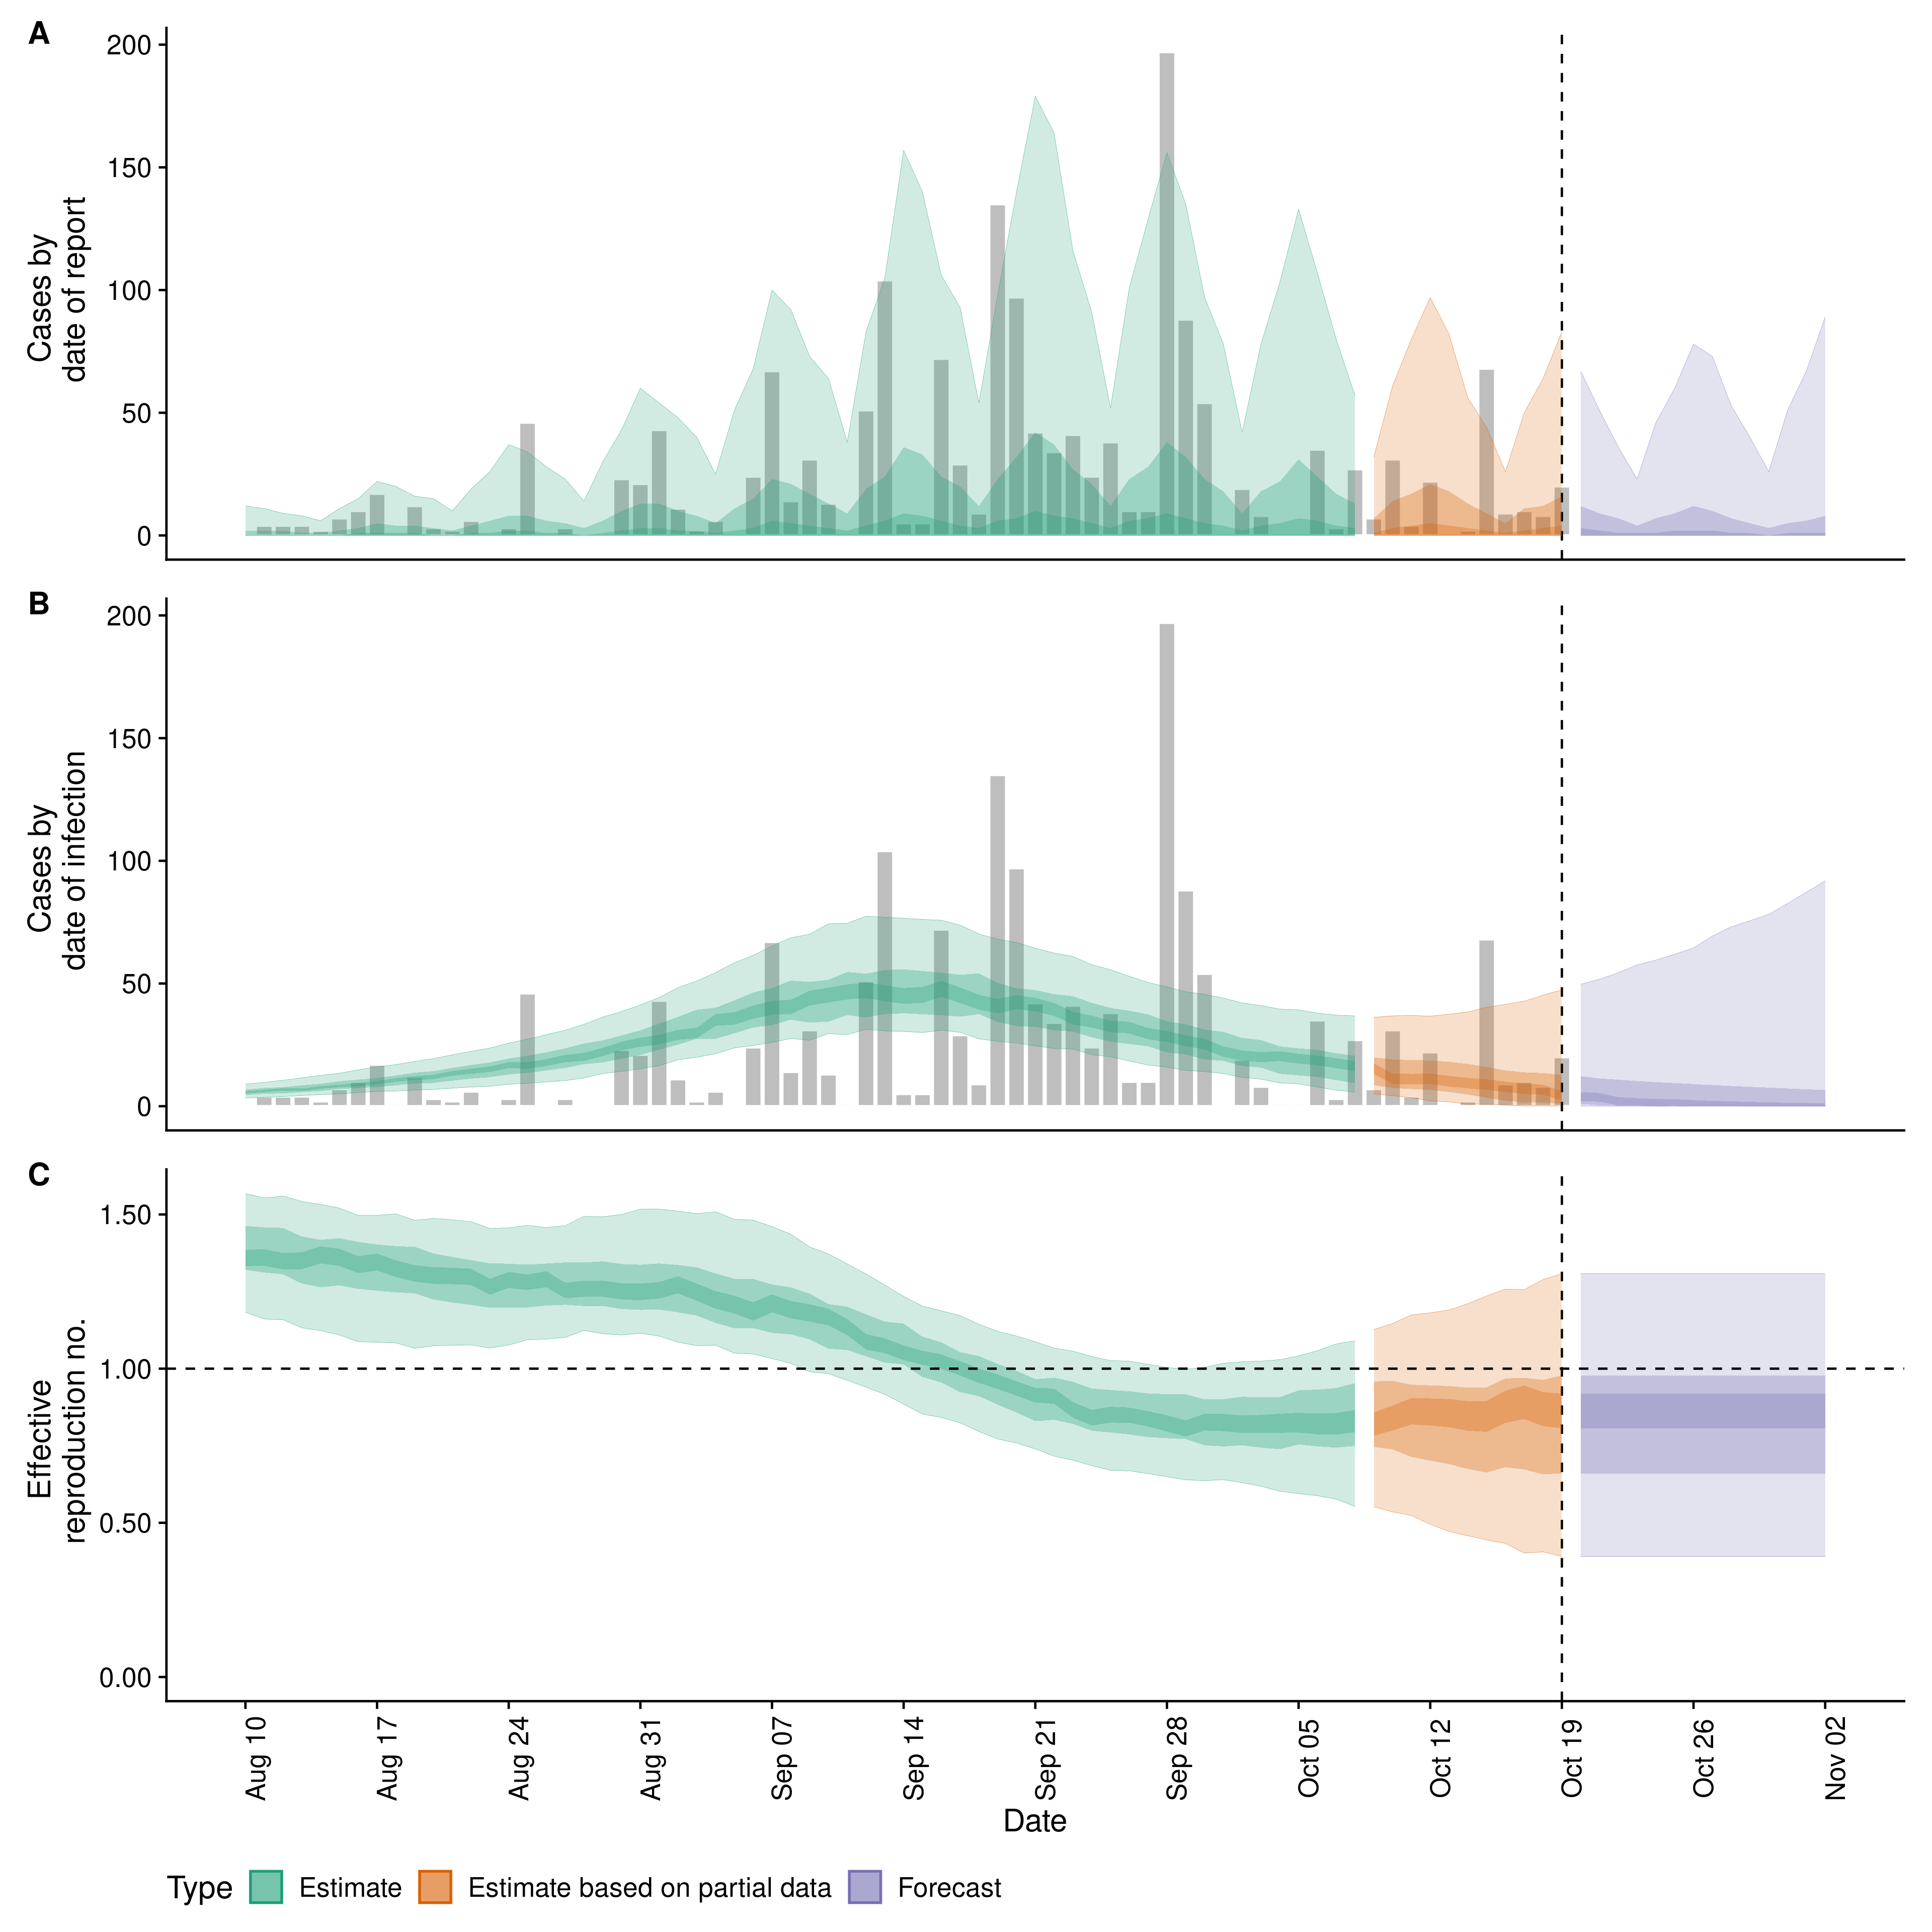 A
200
150
100
50
0
Cases by
date of report
B
200
150
100
50
0
Cases by
date of infection
C
1.50
1.00
0.50
0.00
Effective
reproduction no.
Aug 10
Aug 17
Aug 24
Aug 31
Sep 07
Sep 14
Sep 21
Sep 28
Oct 05
Oct 12
Oct 19
Oct 26
Nov 02
Date
Type Estimate Estimate based on partial data Forecast